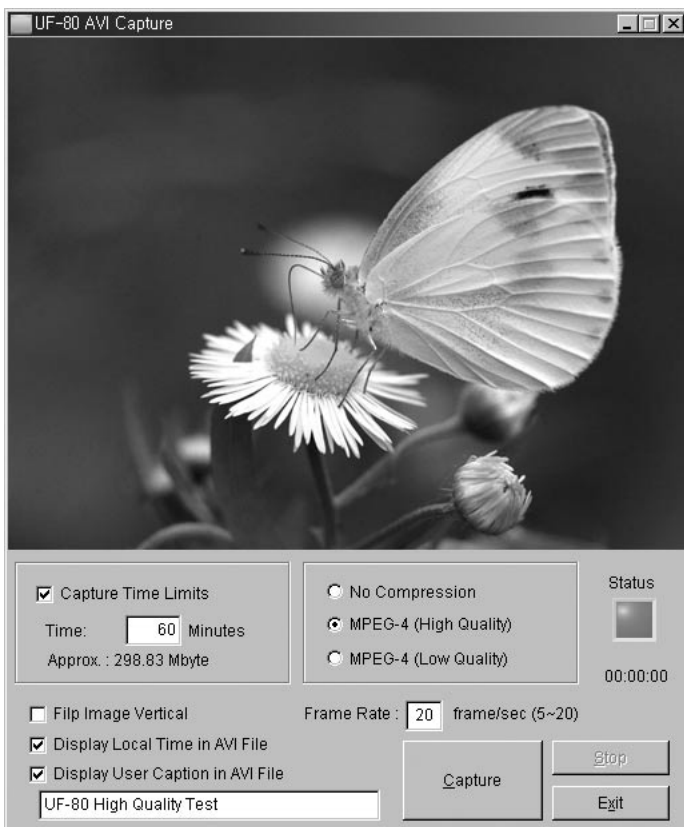 UF-80 AVI Capture
Capture Time Limits
Time: 60 Minutes
Approx. : 298.83 Mbyte
No Compression
MPEG-4 (High Quality)
MPEG-4 (Low Quality)
Status
00:00:00
Filp Image Vertical
Frame Rate : 20 frame/sec (5~20)
Display Local Time in AVI File
Display User Caption in AVI File
UF-80 High Quality Test
Capture
Stop
Exit